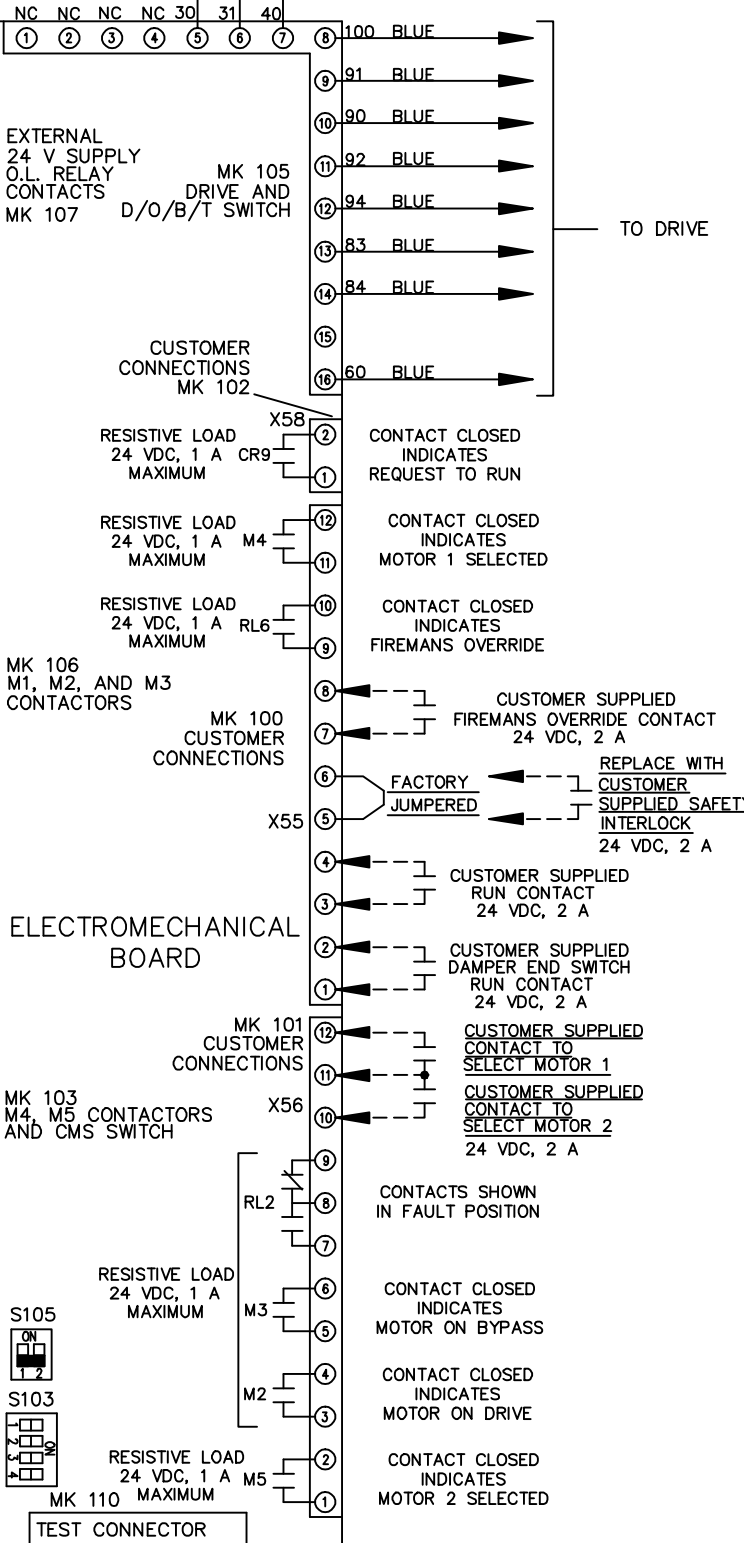 NC NC NC NC 30 31 40
1 2 3 4 5 6 7 8 100 BLUE
9 91 BLUE
10 90 BLUE
11 92 BLUE
12 94 BLUE
13 83 BLUE
14 84 BLUE
15
16 60 BLUE
TO DRIVE
EXTERNAL
24 V SUPPLY
O.L. RELAY
CONTACTS
MK 107
MK 105
DRIVE AND
D/O/B/T SWITCH
CUSTOMER
CONNECTIONS
MK 102
X58
RESISTIVE LOAD
24 VDC, 1 A
MAXIMUM
CR9
2
1
CONTACT CLOSED
INDICATES
REQUEST TO RUN
RESISTIVE LOAD
24 VDC, 1 A
MAXIMUM
M4
12
11
CONTACT CLOSED
INDICATES
MOTOR 1 SELECTED
RESISTIVE LOAD
24 VDC, 1 A
MAXIMUM
RL6
10
9
CONTACT CLOSED
INDICATES
FIREMANS OVERRIDE
MK 106
M1, M2, AND M3
CONTACTORS
MK 100
CUSTOMER
CONNECTIONS
8
7
CUSTOMER SUPPLIED
FIREMANS OVERRIDE CONTACT
24 VDC, 2 A
6
5
X55
FACTORY
JUMPERED
REPLACE WITH
CUSTOMER
SUPPLIED SAFETY
INTERLOCK
24 VDC, 2 A
4
3
CUSTOMER SUPPLIED
RUN CONTACT
24 VDC, 2 A
ELECTROMECHANICAL
BOARD
2
1
CUSTOMER SUPPLIED
DAMPER END SWITCH
RUN CONTACT
24 VDC, 2 A
MK 101
CUSTOMER
CONNECTIONS
X56
12
11
10
CUSTOMER SUPPLIED
CONTACT TO
SELECT MOTOR 1
CUSTOMER SUPPLIED
CONTACT TO
SELECT MOTOR 2
24 VDC, 2 A
MK 103
M4, M5 CONTACTORS
AND CMS SWITCH
RL2
9
8
7
CONTACTS SHOWN
IN FAULT POSITION
RESISTIVE LOAD
24 VDC, 1 A
MAXIMUM
M3
6
5
CONTACT CLOSED
INDICATES
MOTOR ON BYPASS
M2
4
3
CONTACT CLOSED
INDICATES
MOTOR ON DRIVE
S105
ON
1 2
S103
1
2
3
4
ON
RESISTIVE LOAD
24 VDC, 1 A
MAXIMUM
M5
2
1
CONTACT CLOSED
INDICATES
MOTOR 2 SELECTED
MK 110
TEST CONNECTOR